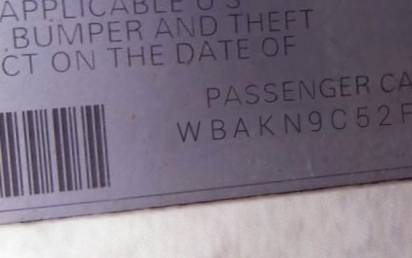 APPLICABLE U S
BUMPER AND THEFT
CT ON THE DATE OF
PASSENGER CA
WBAKN9C52F